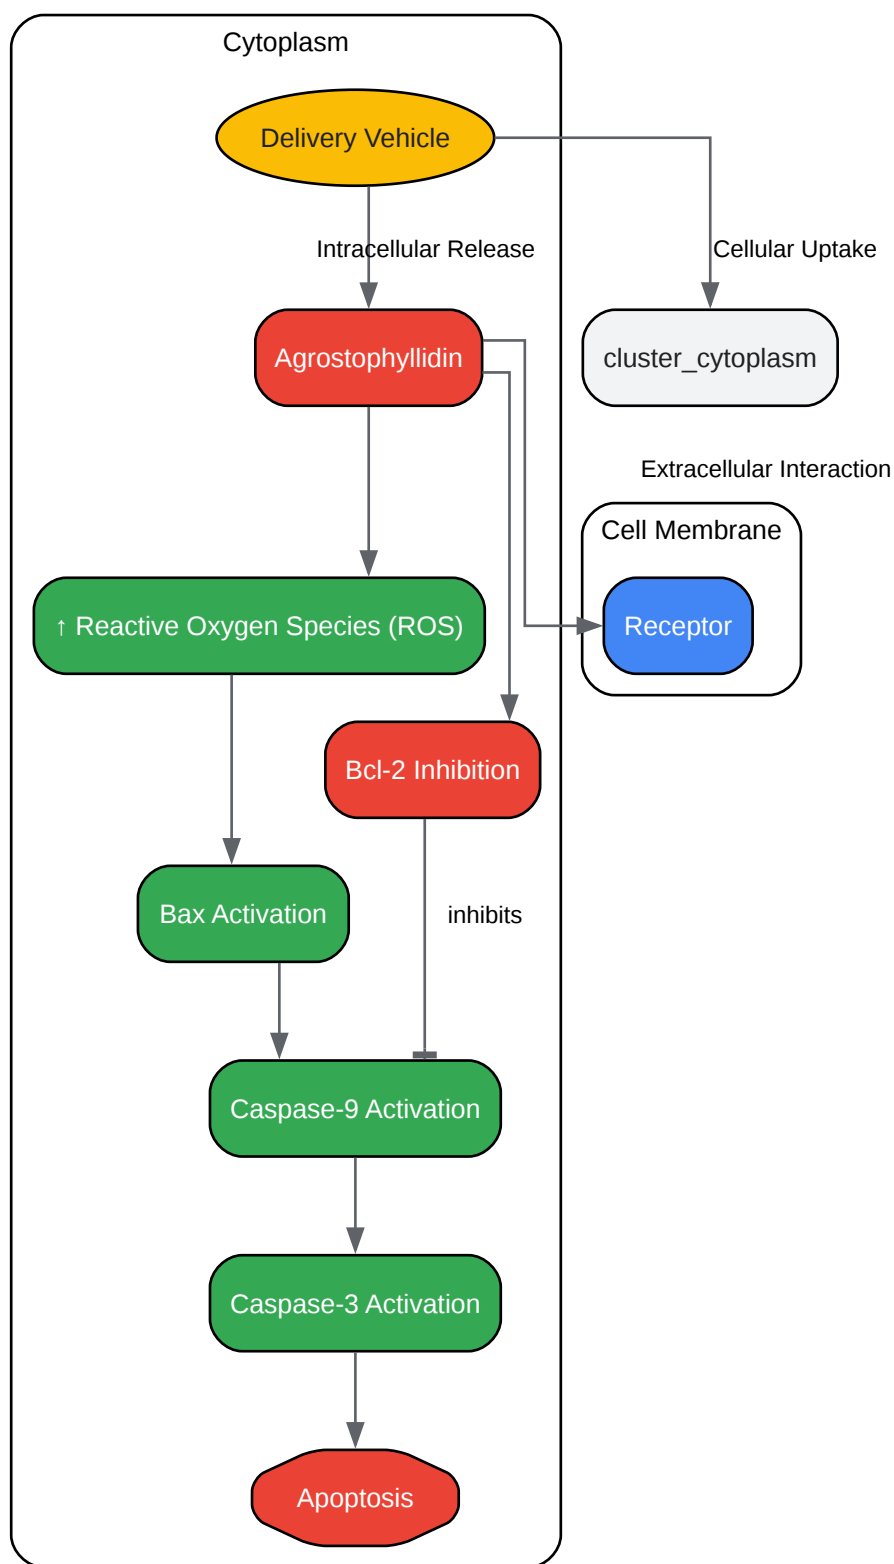 Cytoplasm
Delivery Vehicle
Intracellular Release
Cellular Uptake
Agrostophyllidin
cluster_cytoplasm
Extracellular Interaction
Cell Membrane
↑ Reactive Oxygen Species (ROS)
Receptor
Bcl-2 Inhibition
Bax Activation
inhibits
Caspase-9 Activation
Caspase-3 Activation
Apoptosis